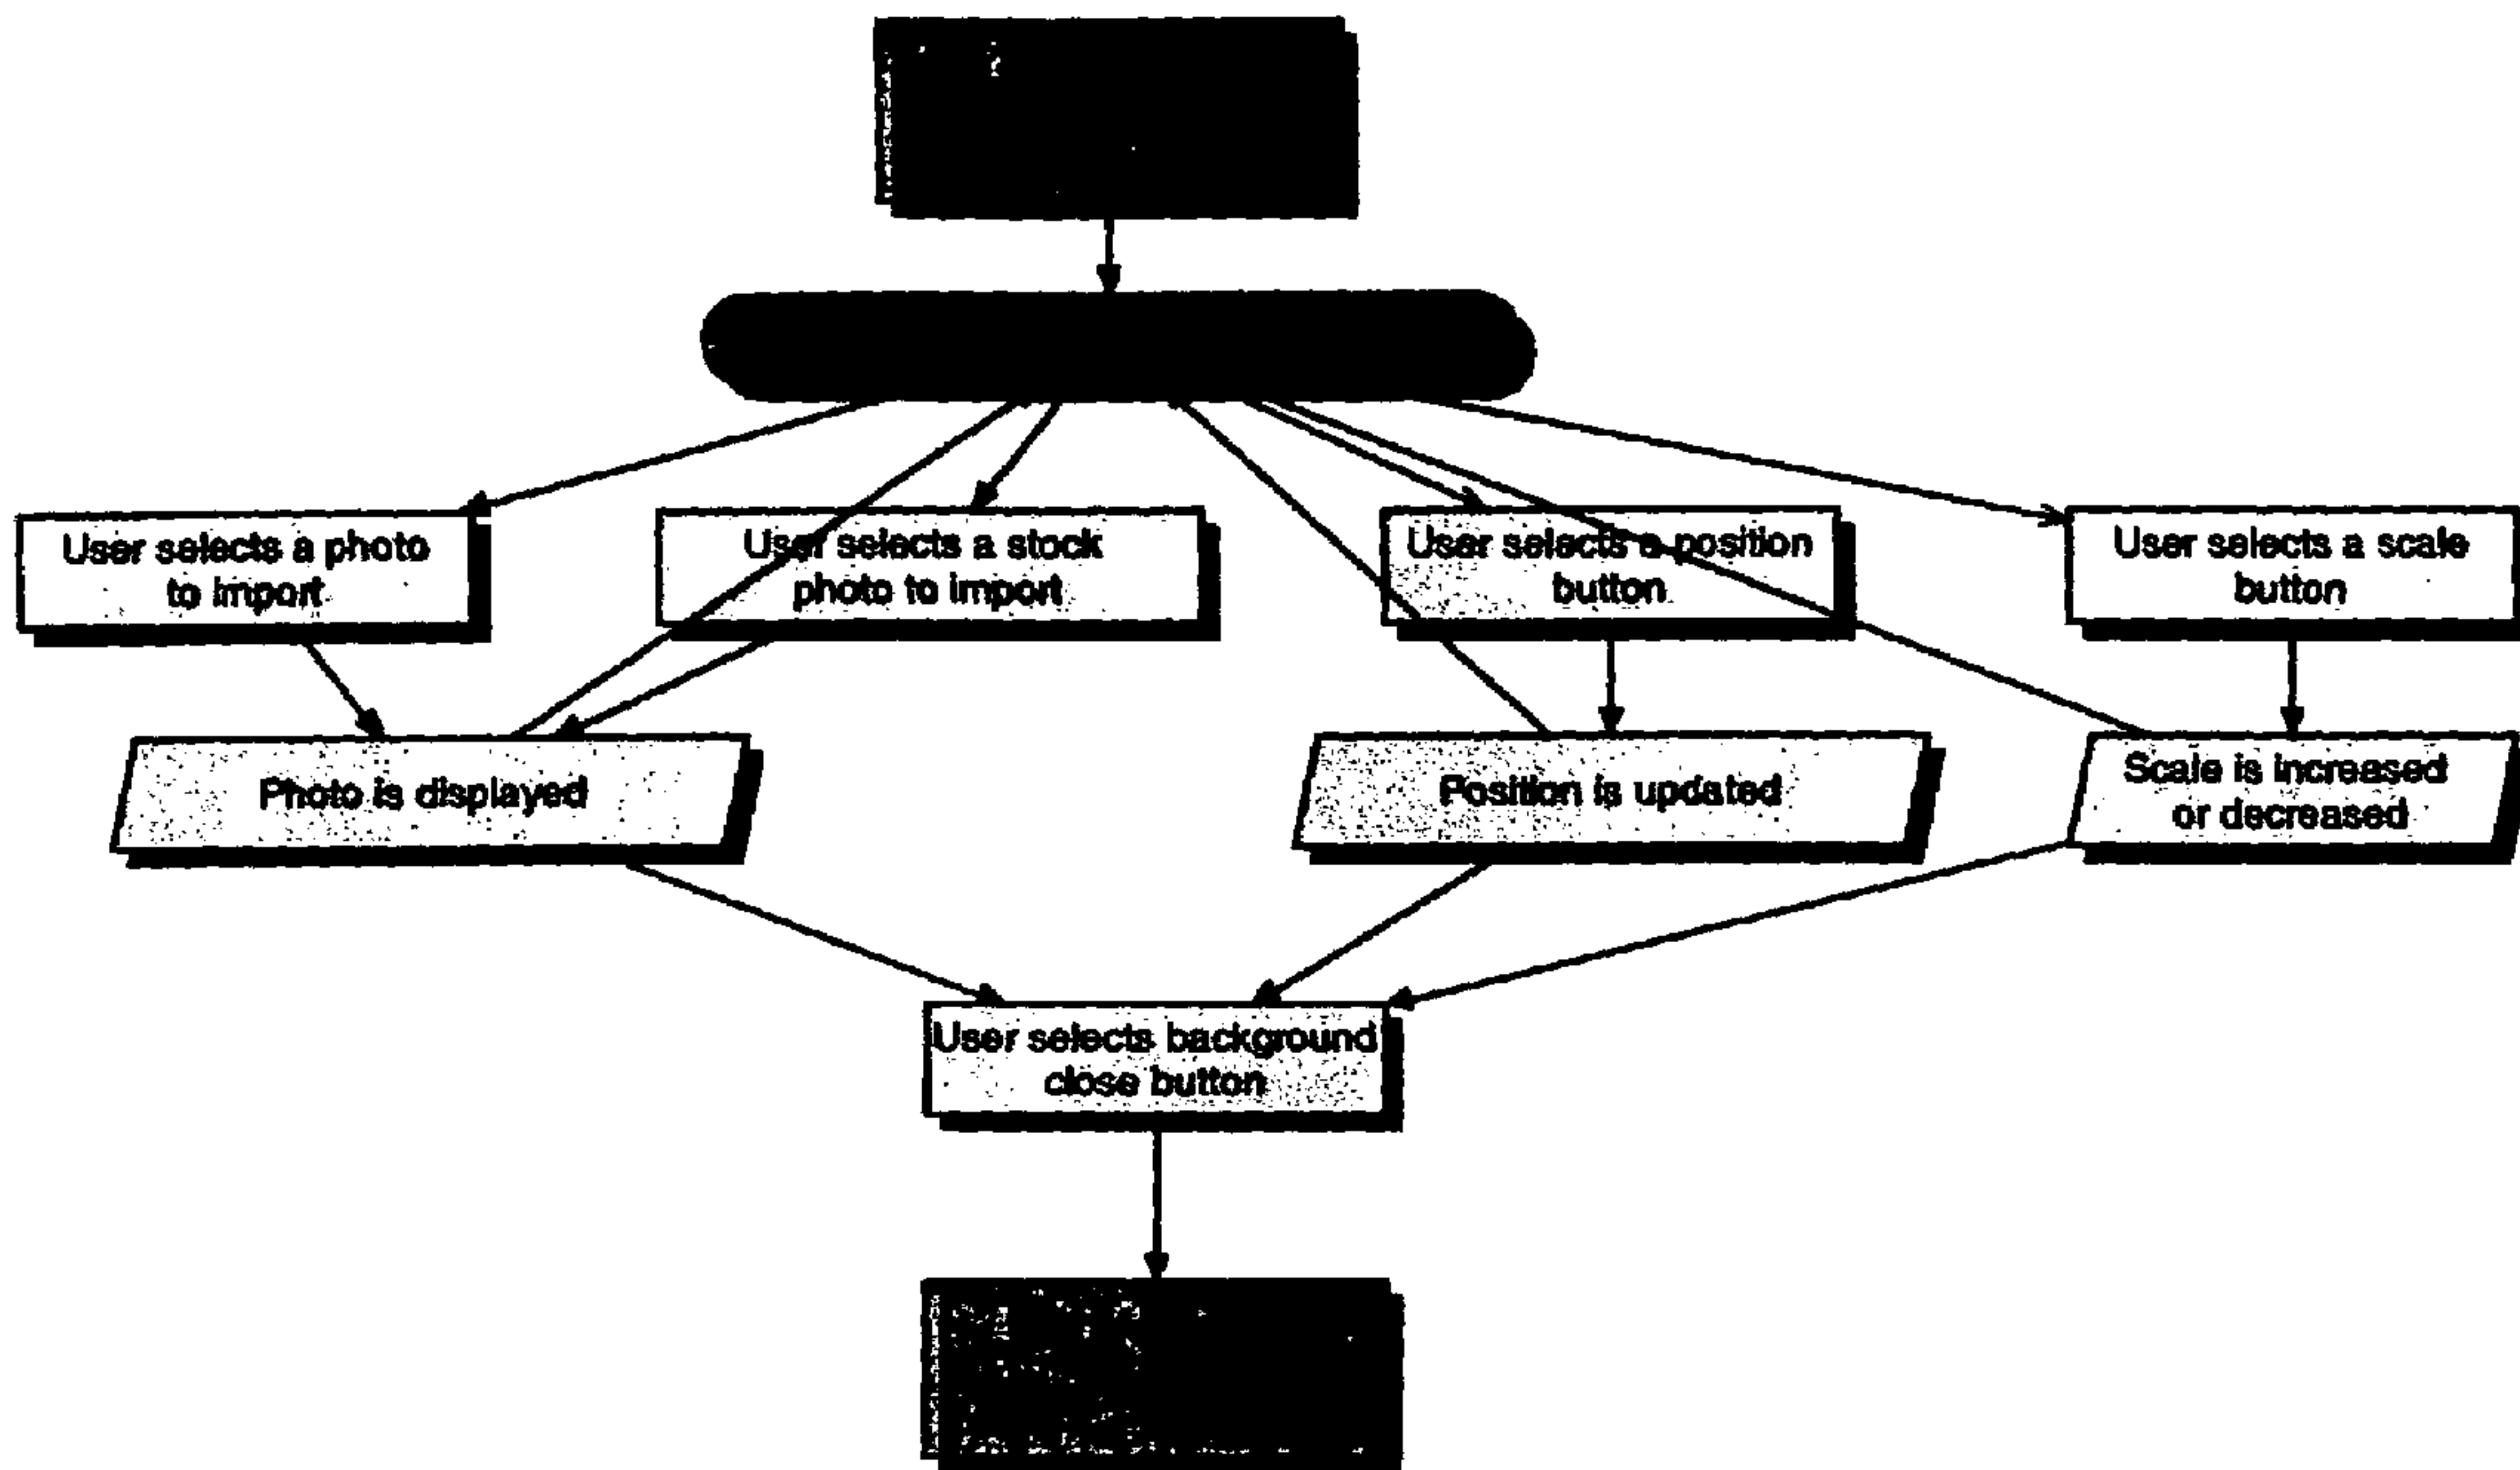 User selects a photo
to import
User selects a stock
photo to import
User selects a position
button
User selects a scale
button
Photo is displayed
Position is updated
Scale is increased
or decreased
User selects background
close button